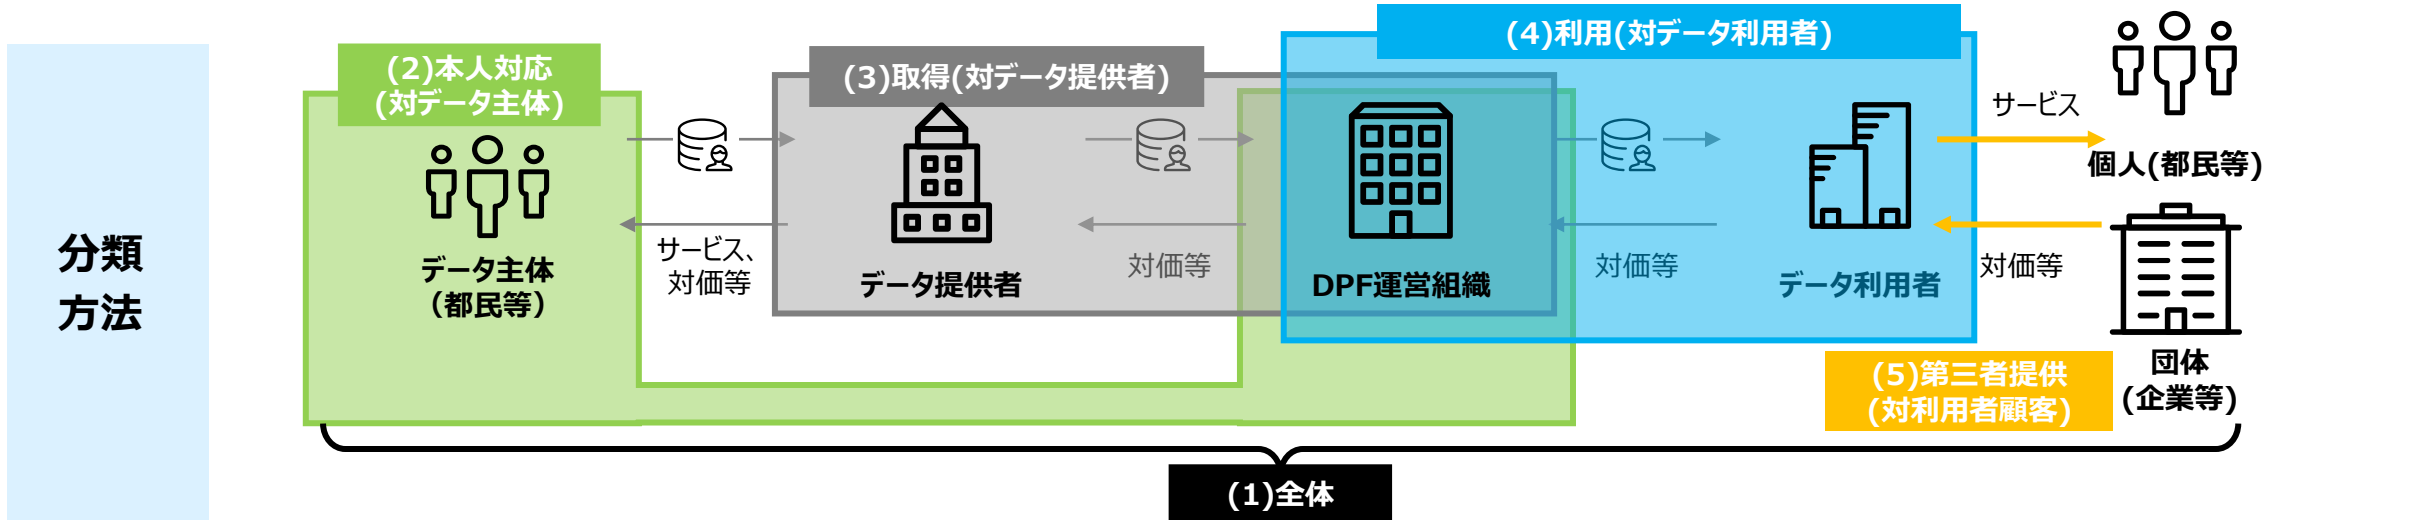 分類
方法
(2)本人対応
(対データ主体)
データ主体
（都民等）
サービス、
対価等
(3)取得(対データ提供者)
データ提供者
対価等
DPF運営組織
(4)利用(対データ利用者)
対価等
データ利用者
サービス
対価等
個人(都民等)
団体
(企業等)
(5)第三者提供
(対利用者顧客)
(1)全体